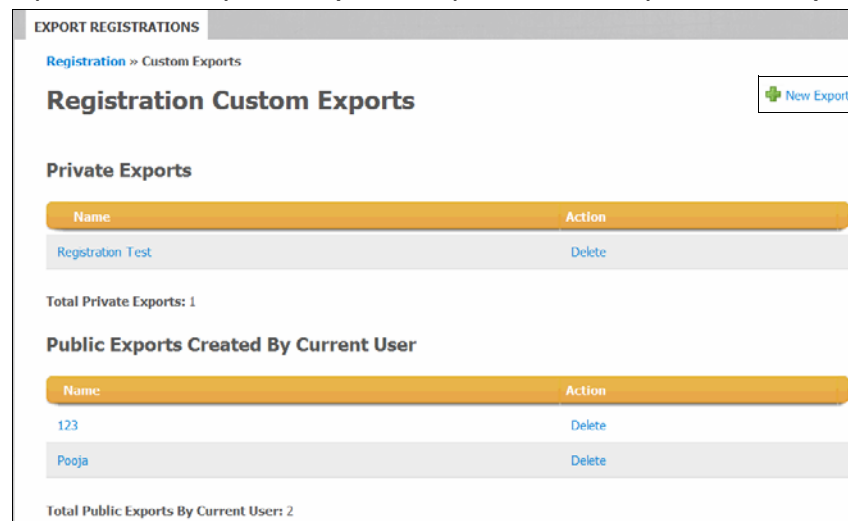 EXPORT REGISTRATIONS
Registration » Custom Exports
Registration Custom Exports
New Export
Private Exports
Name Action
Registration Test Delete
Total Private Exports: 1
Public Exports Created By Current User
Name Action
123 Delete
Pooja Delete
Total Public Exports By Current User: 2